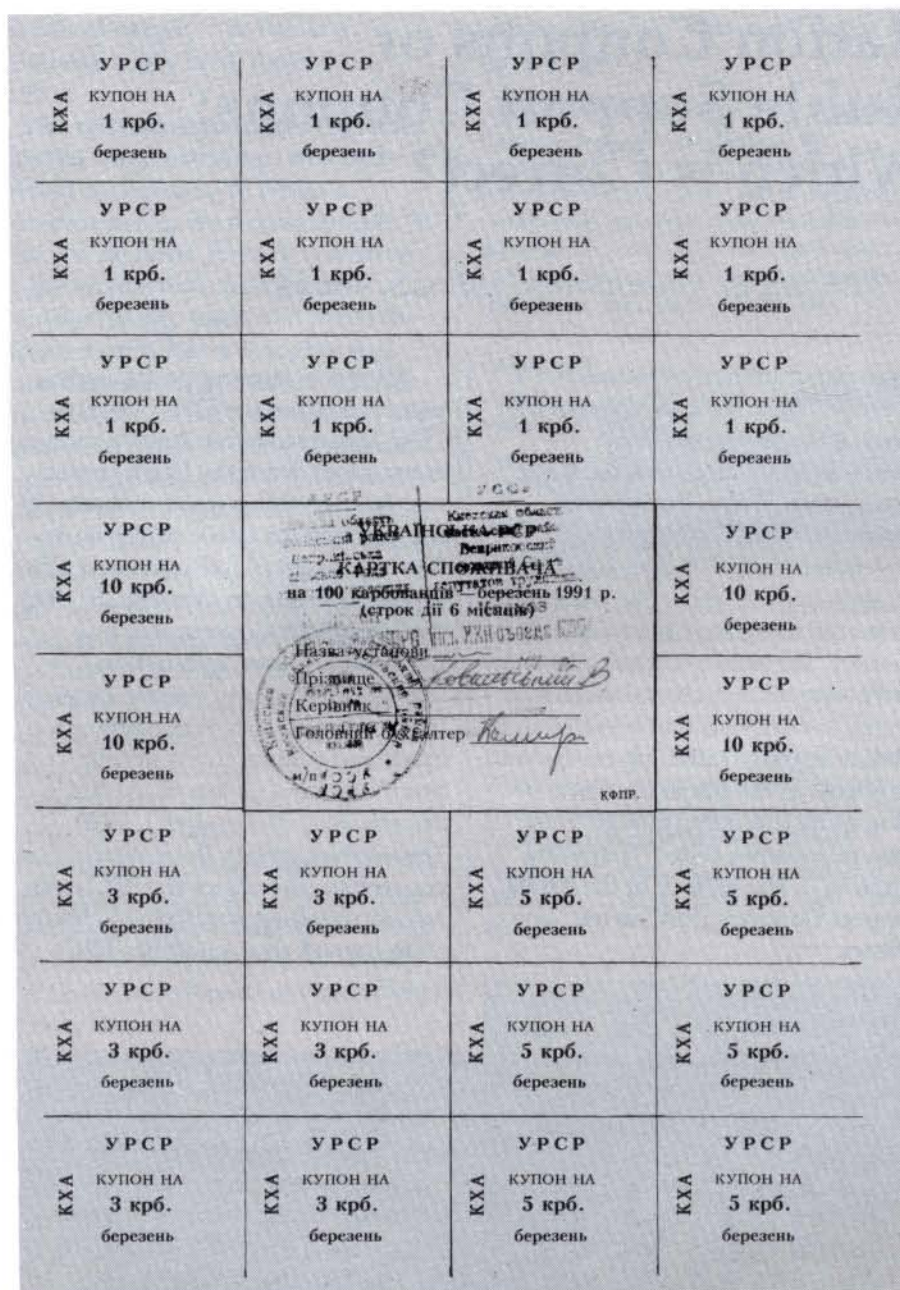 УРСР УРСР УРСР УРСР
КХА КУПОН НА КХА КУПОН НА КХА КУПОН НА КХА КУПОН НА
1 крб. 1 крб. 1 крб. 1 крб.
березень березень березень березень
УРСР УРСР УРСР УРСР
КХА КУПОН НА КХА КУПОН НА КХА КУПОН НА КХА КУПОН НА
1 крб. 1 крб. 1 крб. 1 крб.
березень березень березень березень
УРСР УРСР УРСР УРСР
КХА КУПОН НА КХА КУПОН НА КХА КУПОН НА КХА КУПОН НА
1 крб. 1 крб. 1 крб. 1 крб.
березень березень березень березень
УРСР
КХА КУПОН НА
10 крб.
березень
УРСР
КХА КУПОН НА
10 крб.
березень
УКРАЇНСЬКА РСР
КАРТКА СПОЖИВАЧА
на 100 карбованців — березень 1991 р.
(строк дії 6 місяців)
Назва установи
Прізвище
Керівник
Головний бухгалтер
м/п
КФПР.
УРСР
КХА КУПОН НА
10 крб.
березень
УРСР
КХА КУПОН НА
10 крб.
березень
УРСР УРСР УРСР УРСР
КХА КУПОН НА КХА КУПОН НА КХА КУПОН НА КХА КУПОН НА
3 крб. 3 крб. 5 крб. 5 крб.
березень березень березень березень
УРСР УРСР УРСР УРСР
КХА КУПОН НА КХА КУПОН НА КХА КУПОН НА КХА КУПОН НА
3 крб. 3 крб. 5 крб. 5 крб.
березень березень березень березень
УРСР УРСР УРСР УРСР
КХА КУПОН НА КХА КУПОН НА КХА КУПОН НА КХА КУПОН НА
3 крб. 3 крб. 5 крб. 5 крб.
березень березень березень березень